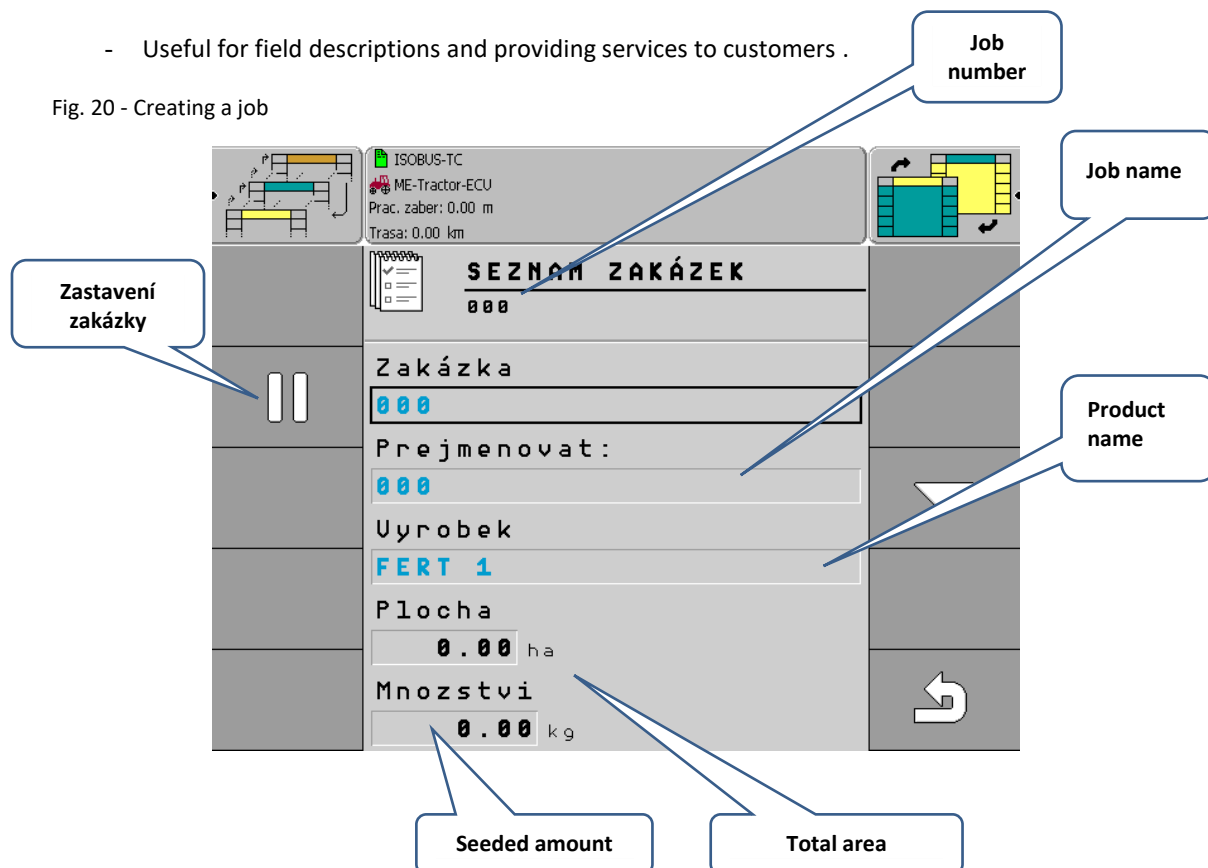 - Useful for field descriptions and providing services to customers .
Job
number
Fig. 20 - Creating a job
ISOBUS-TC
ME-Tractor-ECU
Prac. zaber: 0.00 m
Trasa: 0.00 km
Job name
SEZNAM ZAKÁZEK
000
Zastavení
zakázky
Zakázka
000
Prejmenovat:
000
Product
name
Vyrobek
FERT 1
Plocha
0.00 ha
Mnozstvi
0.00 kg
Seeded amount
Total area